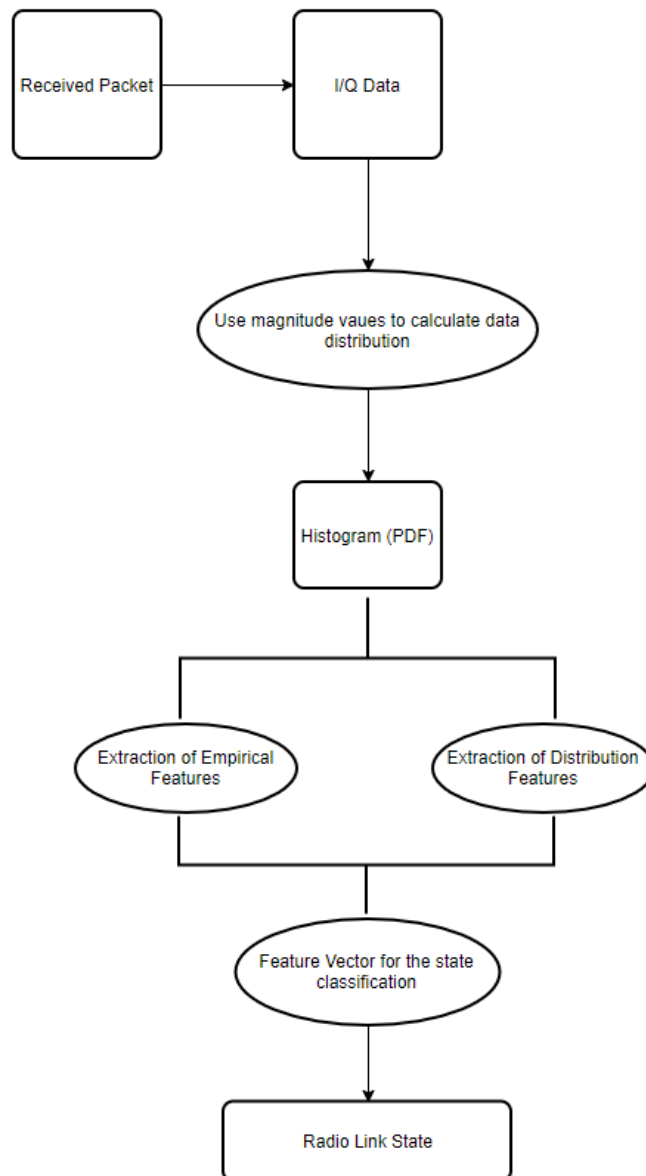 Received Packet
I/Q Data
Use magnitude vaues to calculate data
distribution
Histogram (PDF)
Extraction of Empirical
Features
Extraction of Distribution
Features
Feature Vector for the state
classification
Radio Link State